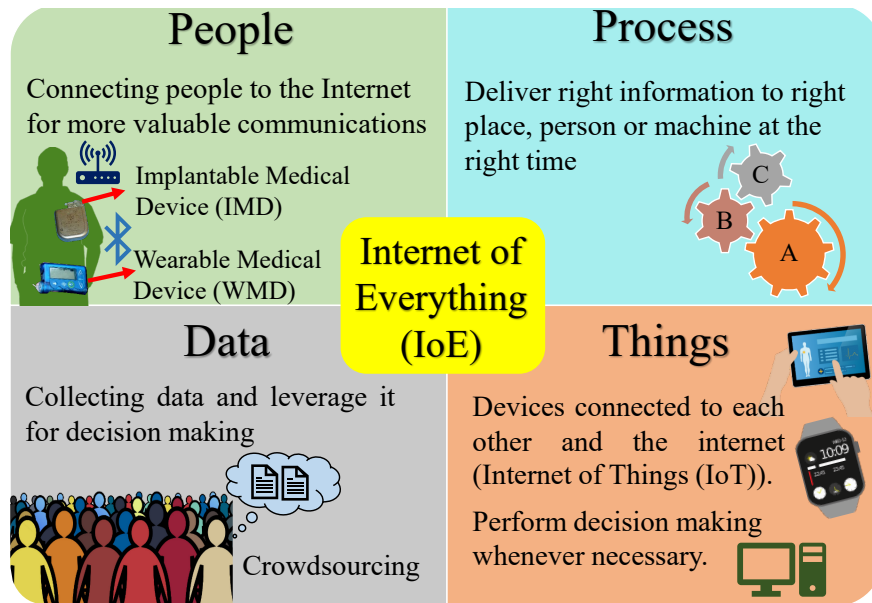 People
Connecting people to the Internet
for more valuable communications
Implantable Medical
Device (IMD)
Wearable Medical
Device (WMD)
Process
Deliver right information to right
place, person or machine at the
right time
C
B
A
Internet of
Everything
(IoE)
Data
Collecting data and leverage it
for decision making
Crowdsourcing
Things
Devices connected to each
other and the internet
(Internet of Things (IoT)).
10:09
Perform decision making
whenever necessary.